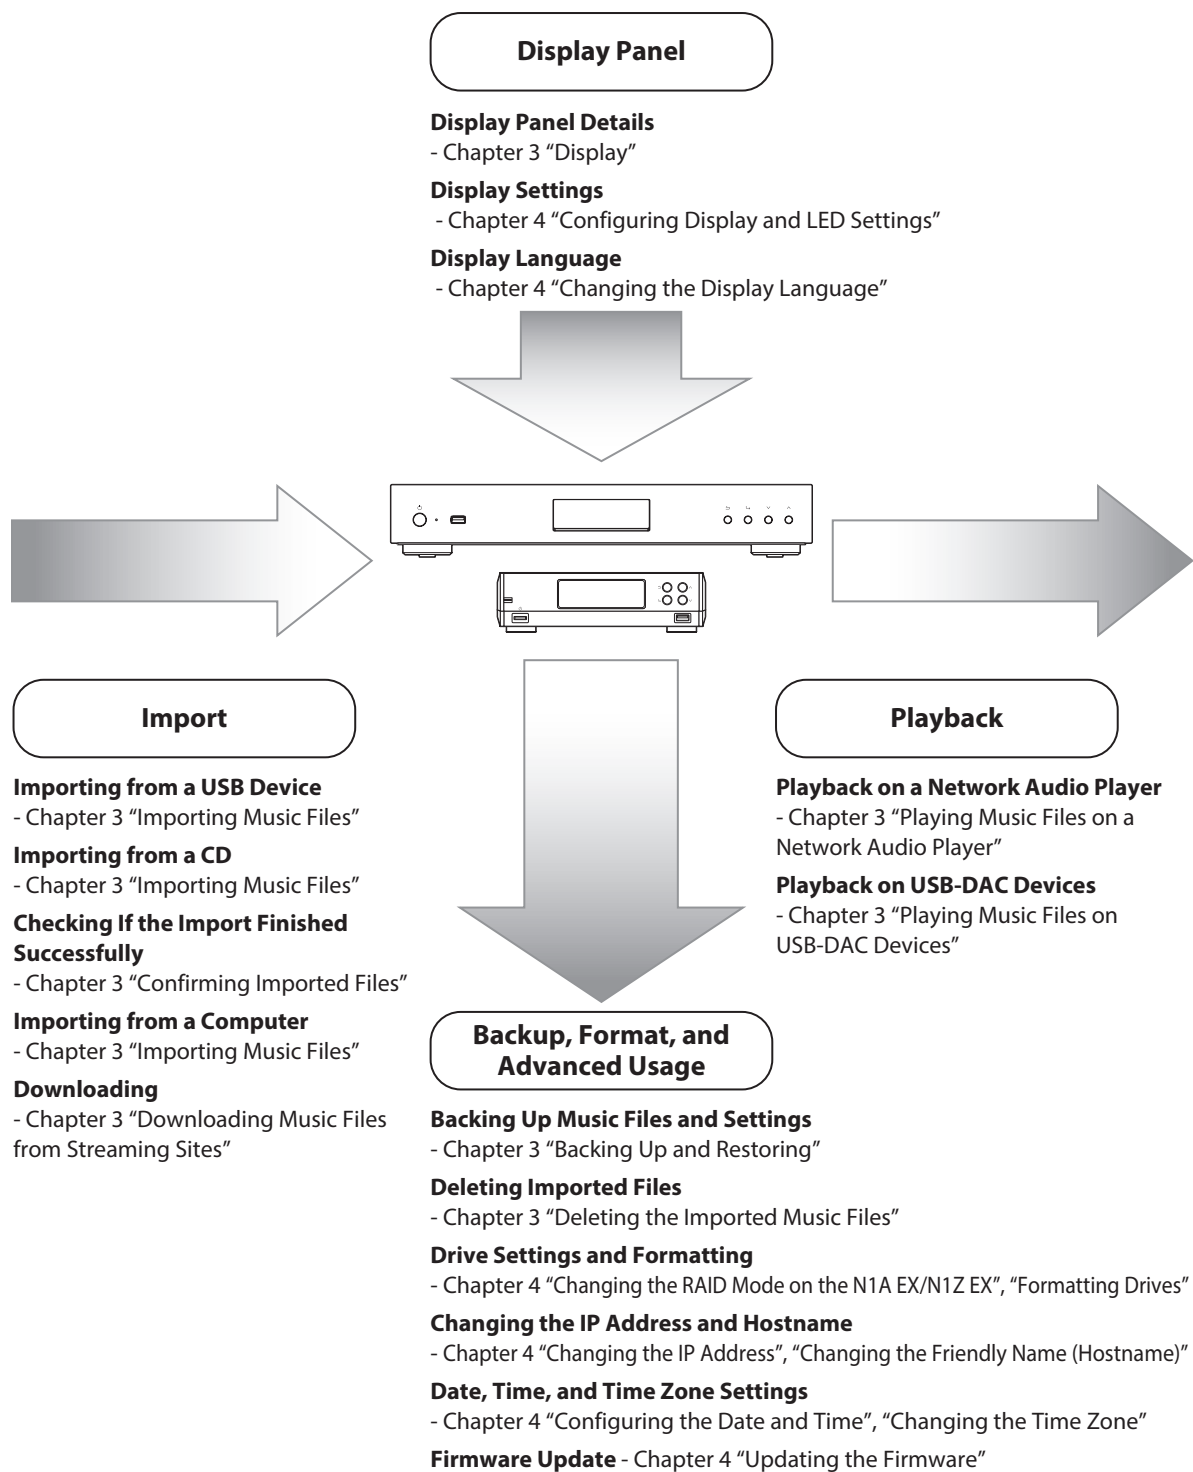 Display Panel
Display Panel Details
- Chapter 3 “Display”
Display Settings
- Chapter 4 “Configuring Display and LED Settings”
Display Language
- Chapter 4 “Changing the Display Language”
Import
Importing from a USB Device
- Chapter 3 “Importing Music Files”
Importing from a CD
- Chapter 3 “Importing Music Files”
Checking If the Import Finished
Successfully
- Chapter 3 “Confirming Imported Files”
Importing from a Computer
- Chapter 3 “Importing Music Files”
Downloading
- Chapter 3 “Downloading Music Files
from Streaming Sites”
Playback
Playback on a Network Audio Player
- Chapter 3 “Playing Music Files on a
Network Audio Player”
Playback on USB-DAC Devices
- Chapter 3 “Playing Music Files on
USB-DAC Devices”
Backup, Format, and
Advanced Usage
Backing Up Music Files and Settings
- Chapter 3 “Backing Up and Restoring”
Deleting Imported Files
- Chapter 3 “Deleting the Imported Music Files”
Drive Settings and Formatting
- Chapter 4 “Changing the RAID Mode on the N1A EX/N1Z EX”, “Formatting Drives”
Changing the IP Address and Hostname
- Chapter 4 “Changing the IP Address”, “Changing the Friendly Name (Hostname)”
Date, Time, and Time Zone Settings
- Chapter 4 “Configuring the Date and Time”, “Changing the Time Zone”
Firmware Update - Chapter 4 “Updating the Firmware”